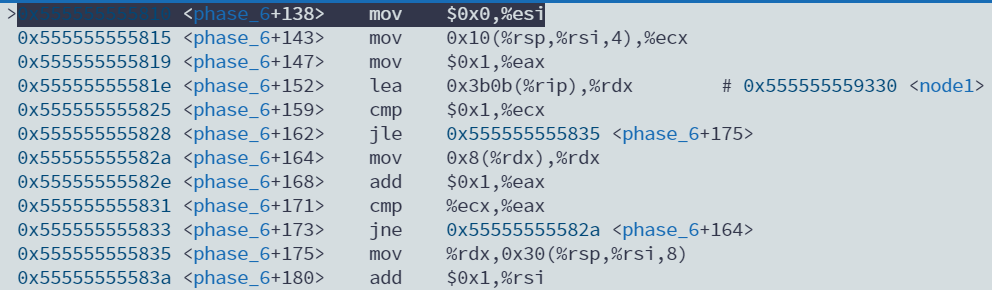 > <phase_6+138> mov $0x0,%esi
0x555555555815 <phase_6+143> mov 0x10(%rsp,%rsi,4),%ecx
0x555555555819 <phase_6+147> mov $0x1,%eax
0x55555555581e <phase_6+152> lea 0x3b0b(%rip),%rdx # 0x555555559330 <node1>
0x555555555825 <phase_6+159> cmp $0x1,%ecx
0x555555555828 <phase_6+162> jle 0x555555555835 <phase_6+175>
0x55555555582a <phase_6+164> mov 0x8(%rdx),%rdx
0x55555555582e <phase_6+168> add $0x1,%eax
0x555555555831 <phase_6+171> cmp %ecx,%eax
0x555555555833 <phase_6+173> jne 0x55555555582a <phase_6+164>
0x555555555835 <phase_6+175> mov %rdx,0x30(%rsp,%rsi,8)
0x55555555583a <phase_6+180> add $0x1,%rsi